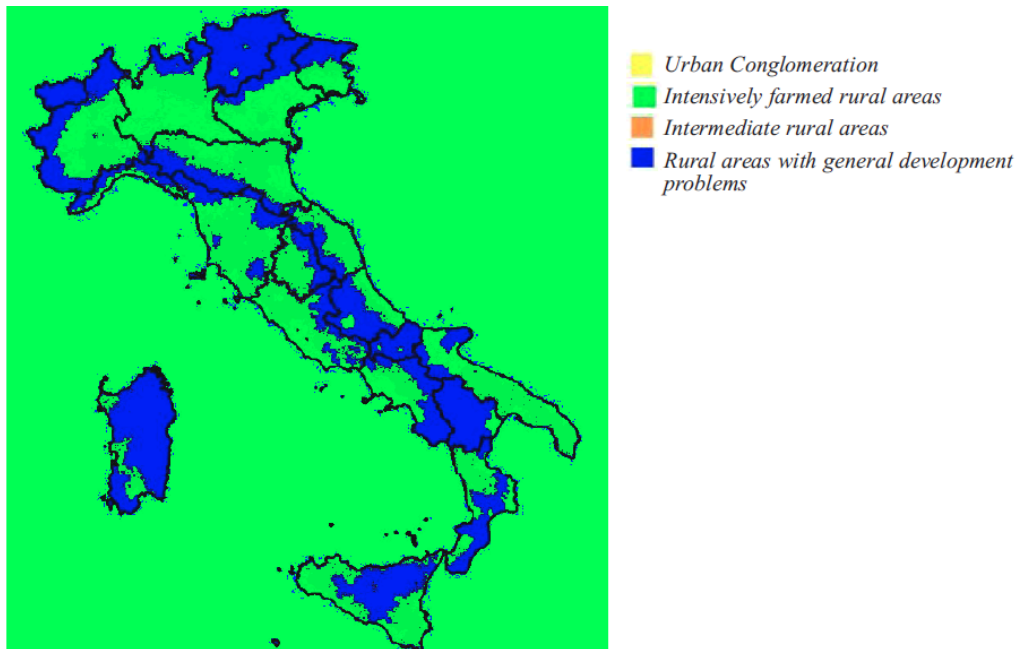 Urban Conglomeration
Intensively farmed rural areas
Intermediate rural areas
Rural areas with general development
problems